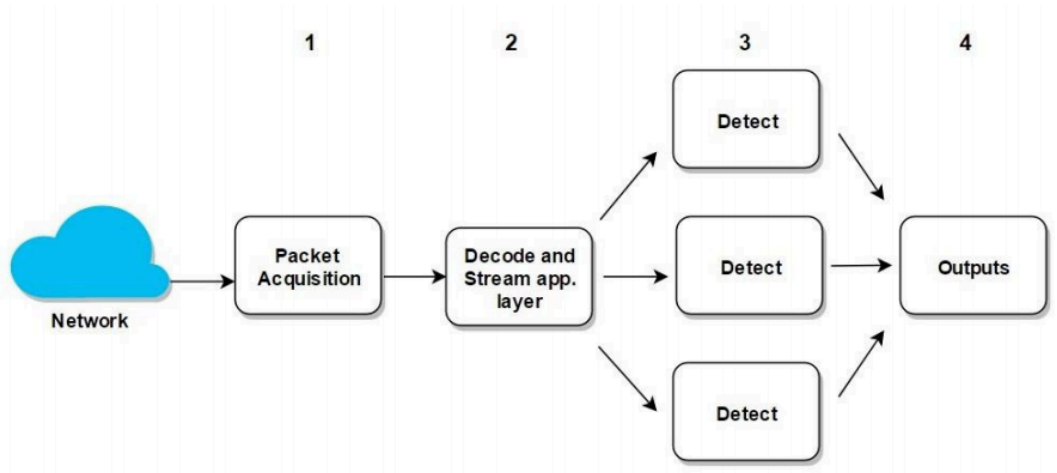 1
2
3
4
Network
Packet
Acquisition
Decode and
Stream app.
layer
Detect
Detect
Detect
Outputs